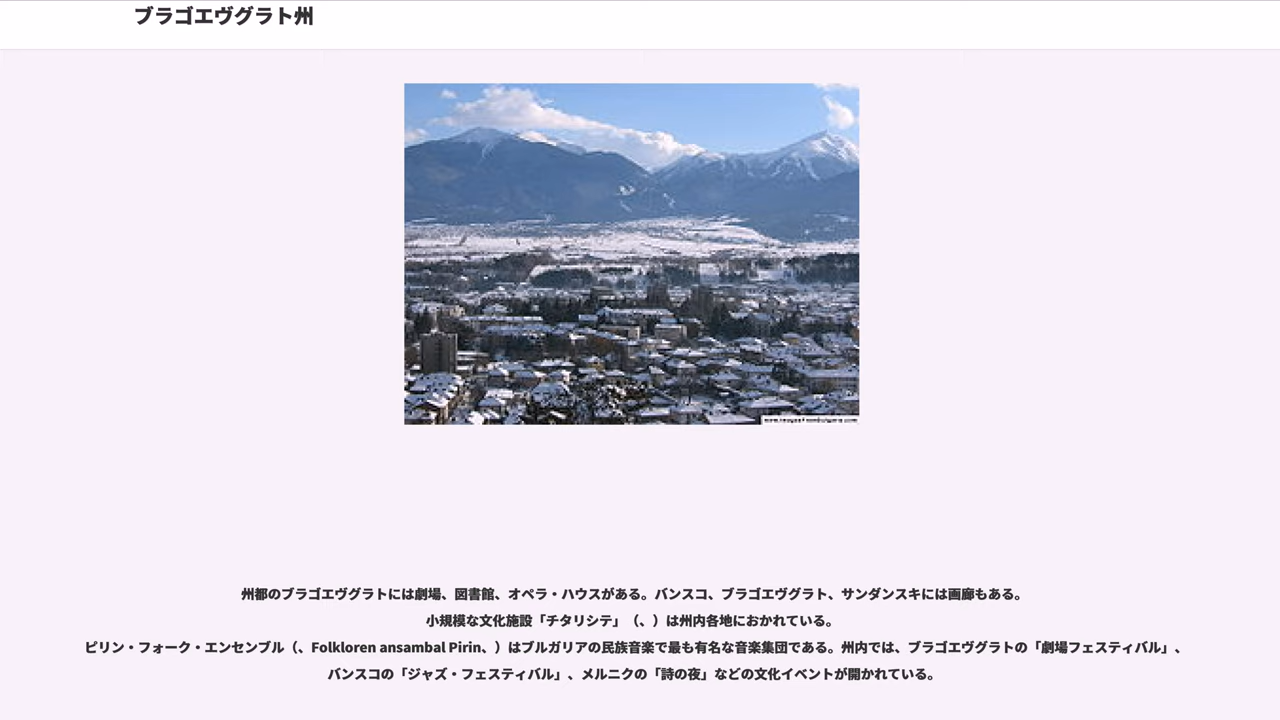 ブラゴエヴグラト州
州都のブラゴエヴグラトには劇場、図書館、オペラ・ハウスがある。バンスコ、ブラゴエヴグラト、サンダンスキには画廊もある。
小規模な文化施設「チタリシテ」（、）は州内各地におかれている。
ピリン・フォーク・エンセンブル（、Folkloren ansambal Pirin、）はブルガリアの民族音楽で最も有名な音楽集団である。州内では、ブラゴエヴグラトの「劇場フェスティバル」、
バンスコの「ジャズ・フェスティバル」、メルニクの「詩の夜」などの文化イベントが開かれている。